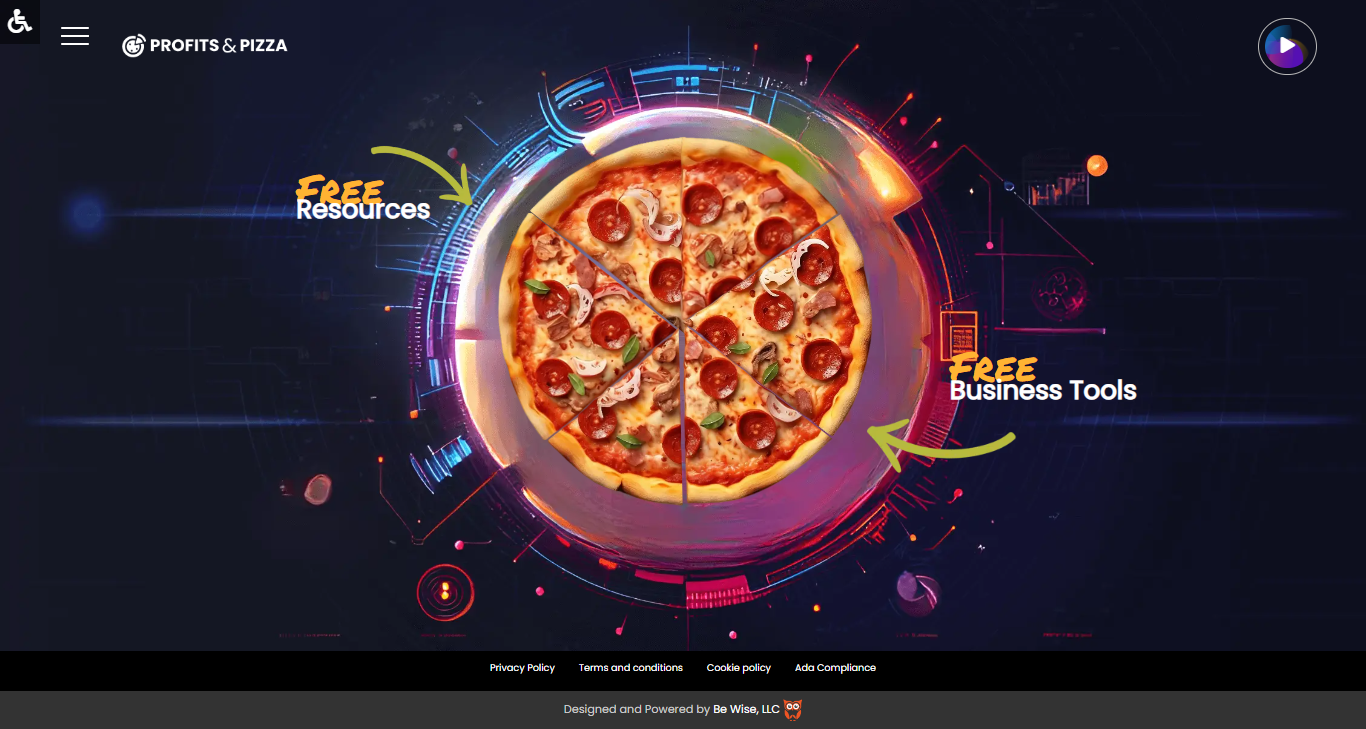 PROFITS & PIZZA
FREE
Resources
FREE
Business Tools
Privacy Policy
Terms and conditions
Cookie policy
Ada Compliance
Designed and Powered by Be Wise, LLC